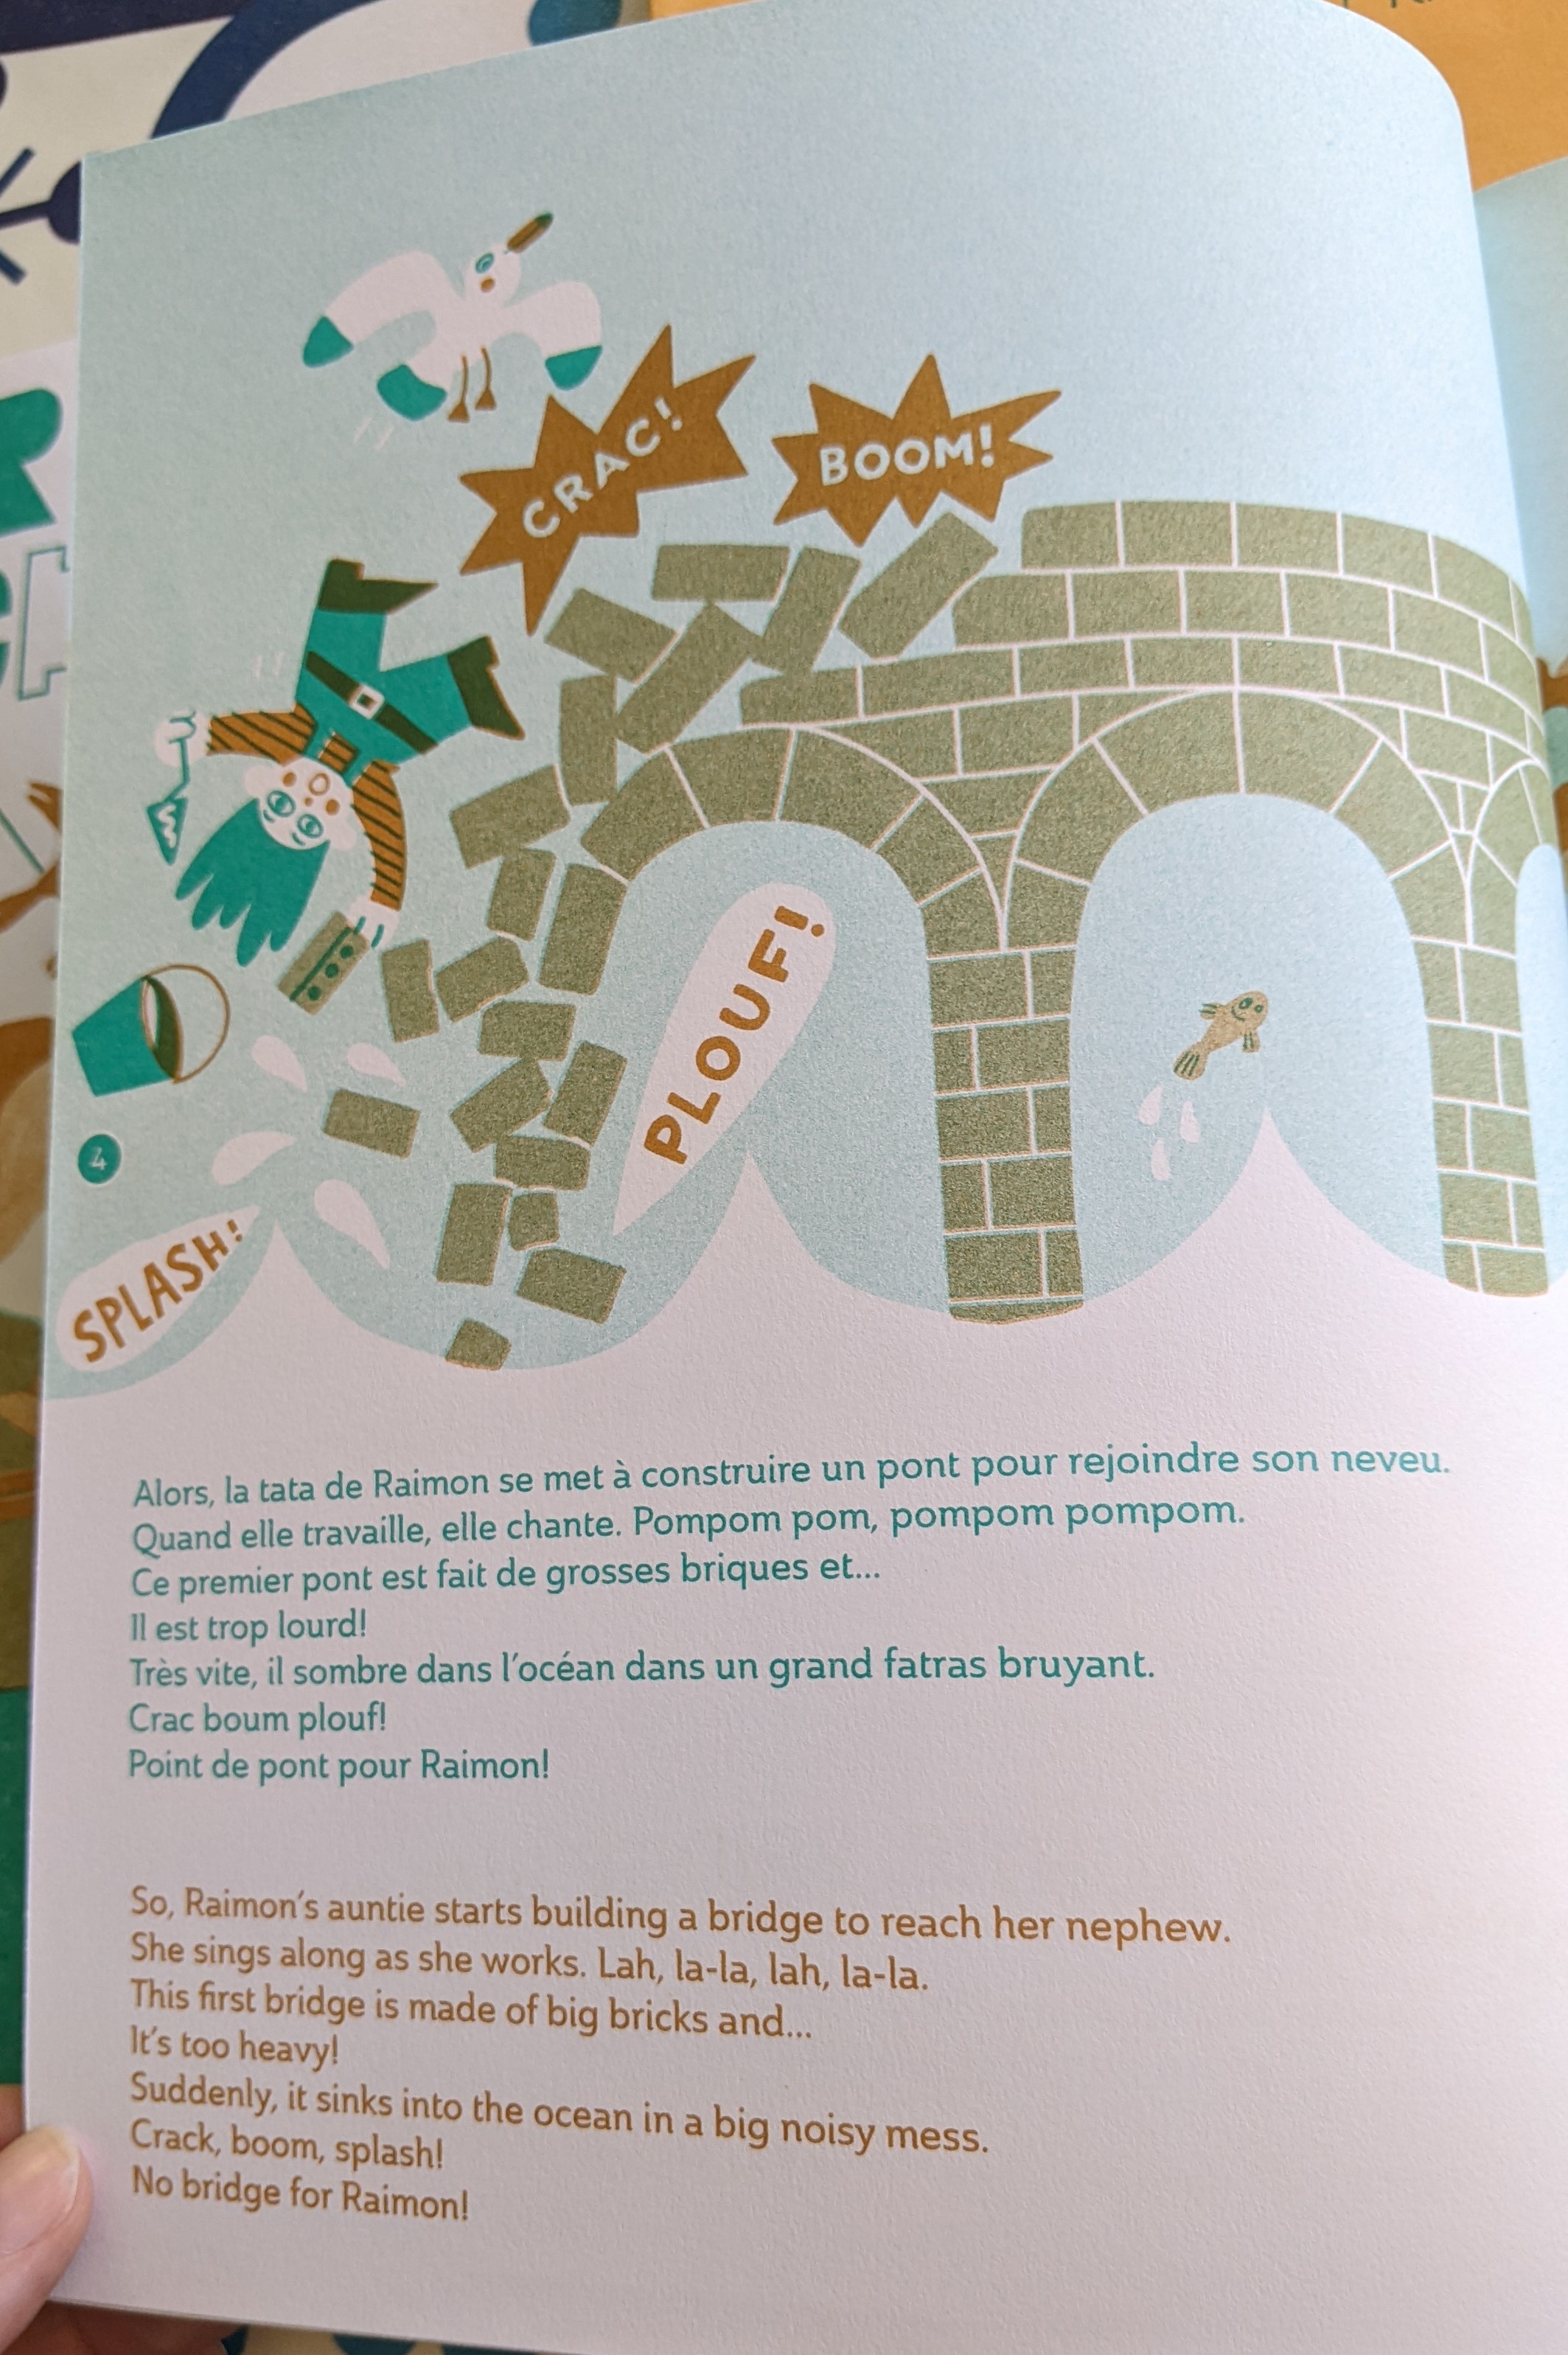 CRAC!
BOOM!
PLOUF!
4
SPLASH!
Alors, la tata de Raimon se met à construire un pont pour rejoindre son neveu.
Quand elle travaille, elle chante. Pompom pom, pompom pompom.
Ce premier pont est fait de grosses briques et...
Il est trop lourd!
Très vite, il sombre dans l'océan dans un grand fatras bruyant.
Crac boum plouf!
Point de pont pour Raimon!
So, Raimon's auntie starts building a bridge to reach her nephew.
She sings along as she works. Lah, la-la, lah, la-la.
This first bridge is made of big bricks and...
It's too heavy!
Suddenly, it sinks into the ocean in a big noisy mess.
Crack, boom, splash!
No bridge for Raimon!